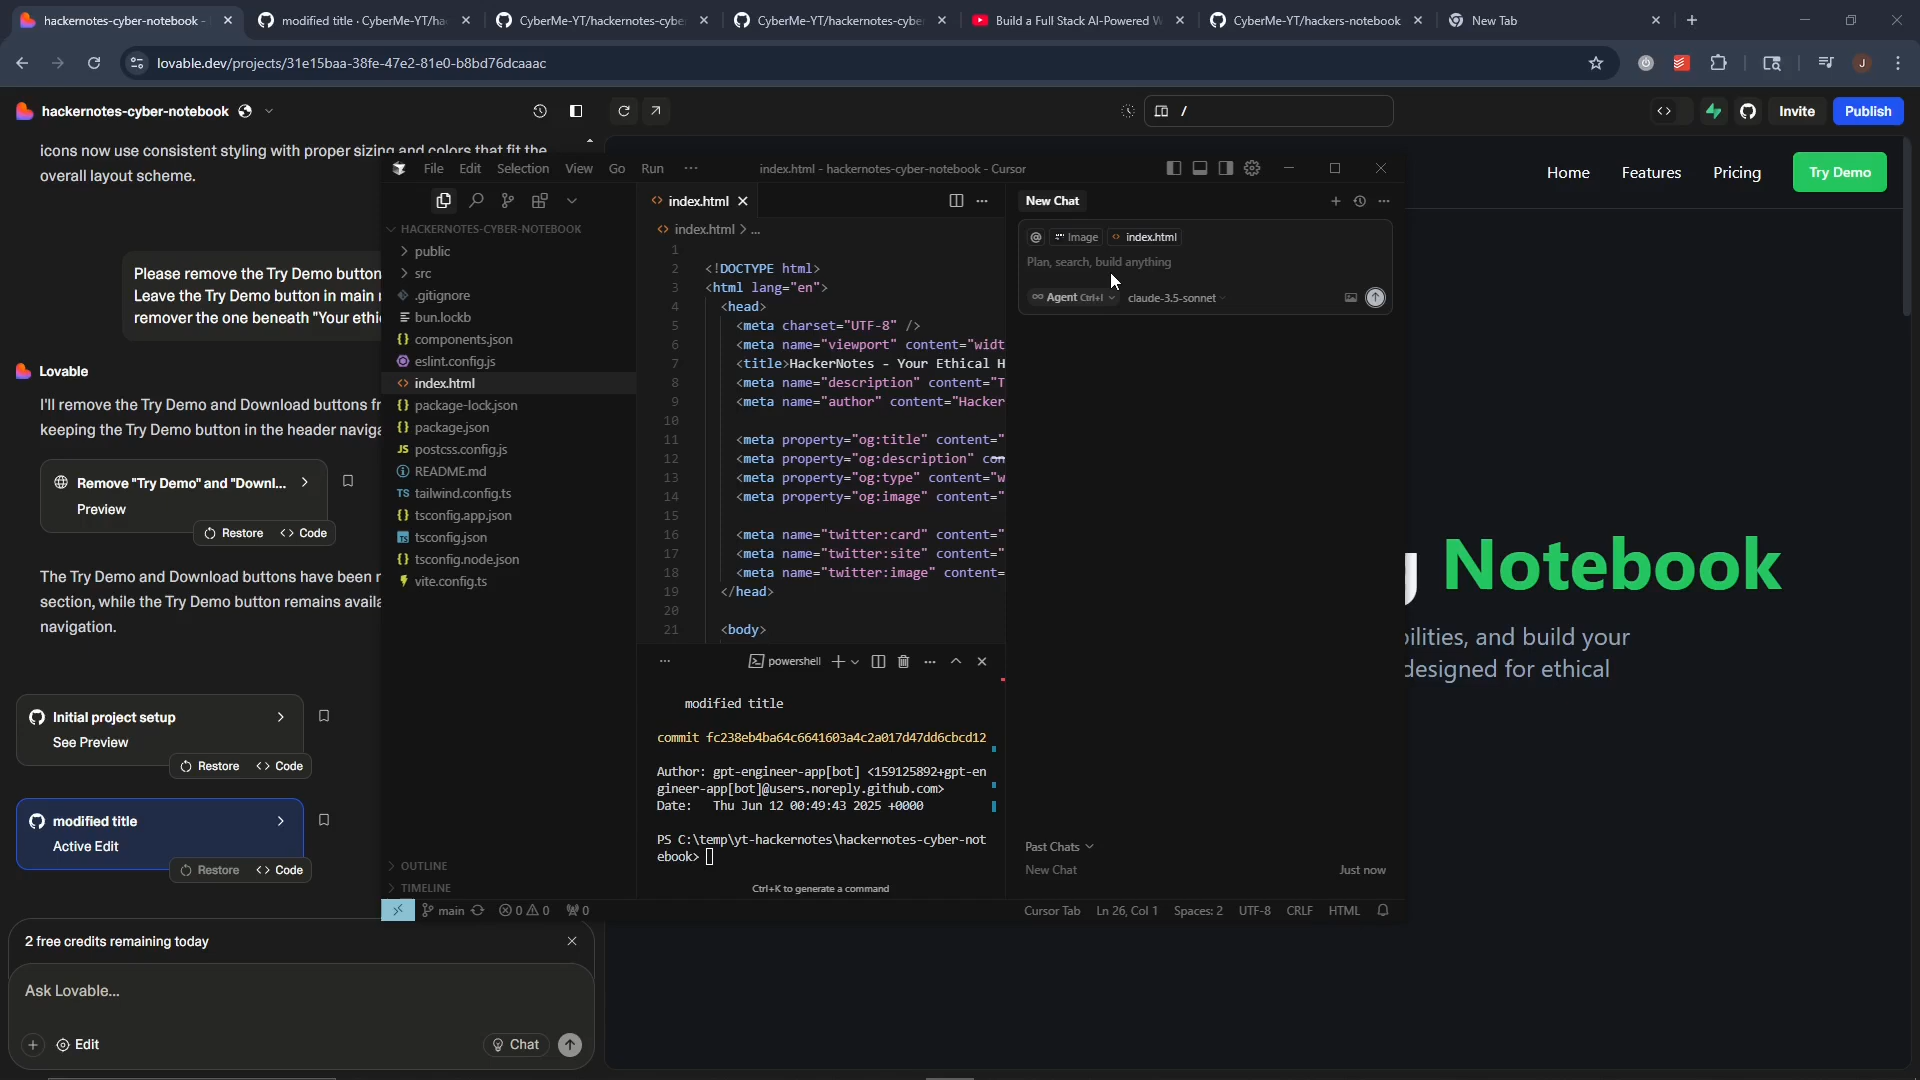 hackernotes-cyber-notebook -
modified title · CyberMe-YT/ha
CyberMe-YT/hackernotes-cybe
CyberMe-YT/hackernotes-cyber
Build a Full Stack AI-Powered W
CyberMe-YT/hackers-notebook
New Tab
lovable.dev/projects/31e15baa-38fe-47e2-81e0-b8bd76dcaaac
J
hackernotes-cyber-notebook
/
Invite
Publish
icons now use consistent styling with proper sizing and colors that fit the
overall layout scheme.
Please remove the Try Demo button
Leave the Try Demo button in main
remover the one beneath "Your ethi
Lovable
I'll remove the Try Demo and Download buttons fr
keeping the Try Demo button in the header naviga
Remove "Try Demo" and "Downl...
Preview
Restore
Code
The Try Demo and Download buttons have been r
section, while the Try Demo button remains availa
navigation.
Initial project setup
See Preview
Restore
Code
modified title
Active Edit
Restore
Code
2 free credits remaining today
Ask Lovable...
Edit
Chat
File Edit Selection View Go Run ···
index.html - hackernotes-cyber-notebook - Cursor
HACKERNOTES-CYBER-NOTEBOOK
public
src
.gitignore
bun.lockb
components.json
eslint.config.js
index.html
package-lock.json
package.json
postcss.config.js
README.md
tailwind.config.ts
tsconfig.app.json
tsconfig.json
tsconfig.node.json
vite.config.ts
OUTLINE
TIMELINE
index.html
index.html > ...
1
2 <!DOCTYPE html>
3 <html lang="en">
4 <head>
5 <meta charset="UTF-8" />
6 <meta name="viewport" content="widt
7 <title>HackerNotes - Your Ethical H
8 <meta name="description" content="T
9 <meta name="author" content="Hacker
10
11 <meta property="og:title" content="
12 <meta property="og:description" con
13 <meta property="og:type" content="w
14 <meta property="og:image" content="
15
16 <meta name="twitter:card" content="
17 <meta name="twitter:site" content="
18 <meta name="twitter:image" content=
19 </head>
20
21 <body>
powershell
modified title
commit fc238eb4ba64c6641603a4c2a017d47dd6cbcd12
Author: gpt-engineer-app[bot] <159125892+gpt-en
gineer-app[bot]@users.noreply.github.com>
Date: Thu Jun 12 00:49:43 2025 +0000
PS C:\temp\yt-hackernotes\hackernotes-cyber-not
ebook>
Ctrl+K to generate a command
New Chat
@ Image index.html
Plan, search, build anything
Agent Ctrl+I claude-3.5-sonnet
Past Chats
New Chat Just now
main 0 0 0
Cursor Tab Ln 26, Col 1 Spaces: 2 UTF-8 CRLF HTML
Home Features Pricing Try Demo
Notebook
ilities, and build your
designed for ethical